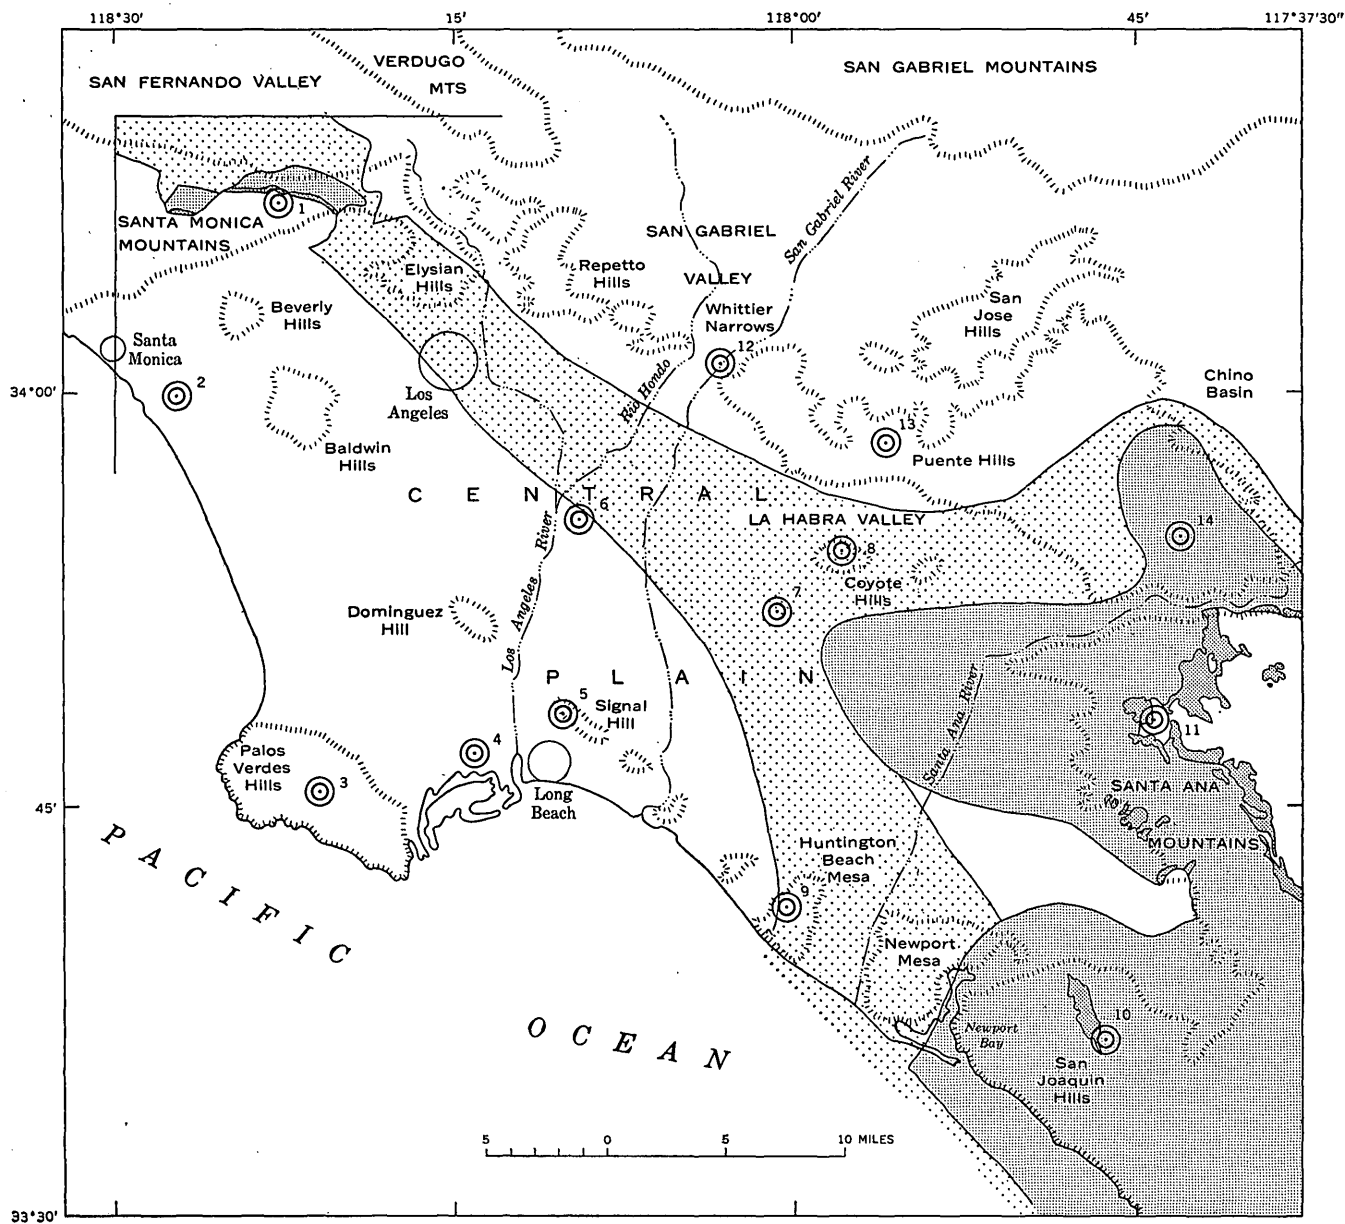 118°30'
15'
118°00'
45'
117°37'30"
VERDUGO
MTS
SAN GABRIEL MOUNTAINS
SAN FERNANDO VALLEY
1
SANTA MONICA
MOUNTAINS
San Gabriel River
SAN GABRIEL
VALLEY
Elysian
Hills
Repetto
Hills
Beverly
Hills
Whittier
Narrows
San
Jose
Hills
Santa
Monica
12
2
34°00'
Los
Angeles
Rio Hondo
Chino
Basin
Baldwin
Hills
13
Puente Hills
CENTRAL
6
LA HABRA VALLEY
14
8
Coyote
Hills
7
Dominguez
Hill
Los Angeles River
PLAIN
5
Signal
Hill
Santa Ana River
11
4
Palos
Verdes
Hills
3
SANTA ANA
MOUNTAINS
45'
Long
Beach
Huntington
Beach
Mesa
9
PACIFIC
OCEAN
Newport
Mesa
10
Newport
Bay
San
Joaquin
Hills
5 0 5 10 MILES
33°30'